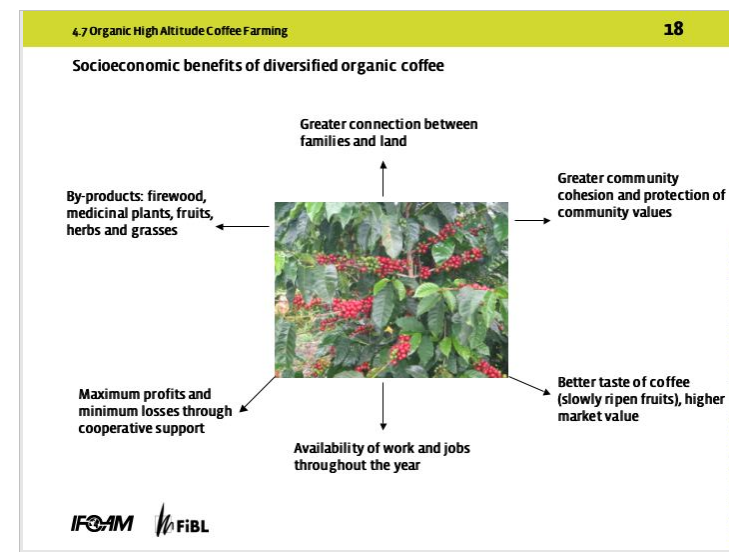 4.7 Organic High Altitude Coffee Farming
18
Socioeconomic benefits of diversified organic coffee
Greater connection between
families and land
Greater community
cohesion and protection of
community values
By-products: firewood,
medicinal plants, fruits,
herbs and grasses
Maximum profits and
minimum losses through
cooperative support
Better taste of coffee
(slowly ripen fruits), higher
market value
Availability of work and jobs
throughout the year
IFOAM
FiBL